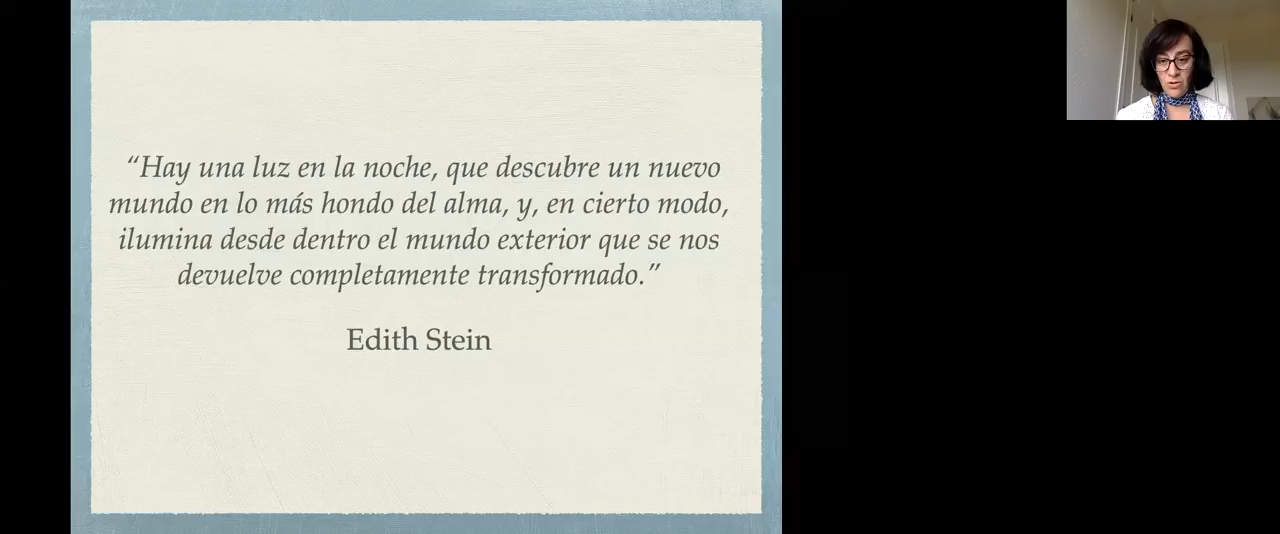 “Hay una luz en la noche, que descubre un nuevo
mundo en lo más hondo del alma, y, en cierto modo,
ilumina desde dentro el mundo exterior que se nos
devuelve completamente transformado.”
Edith Stein